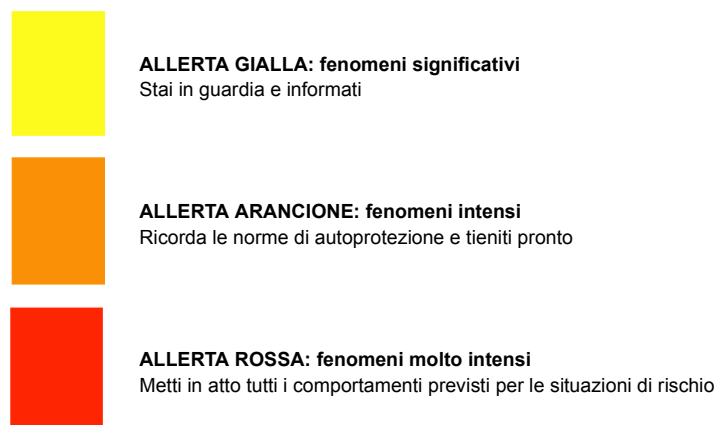 ALLERTA GIALLA: fenomeni significativi
Stai in guardia e informati
ALLERTA ARANCIONE: fenomeni intensi
Ricorda le norme di autoprotezione e tieniti pronto
ALLERTA ROSSA: fenomeni molto intensi
Metti in atto tutti i comportamenti previsti per le situazioni di rischio